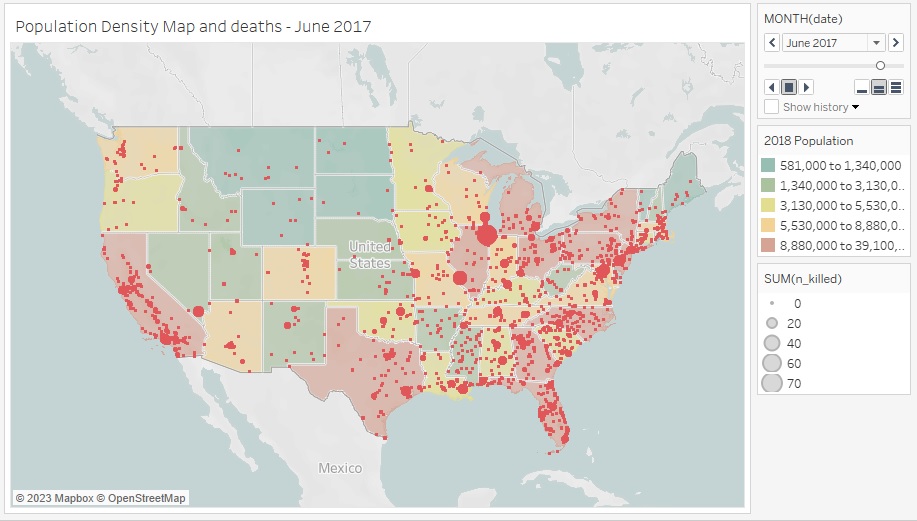 Population Density Map and deaths - June 2017
United
States
Mexico
© 2023 Mapbox © OpenStreetMap
MONTH(date)
June 2017
Show history
2018 Population
581,000 to 1,340,000
1,340,000 to 3,130,0..
3,130,000 to 5,530,0..
5,530,000 to 8,880,0..
8,880,000 to 39,100,..
SUM(n_killed)
0
20
40
60
70